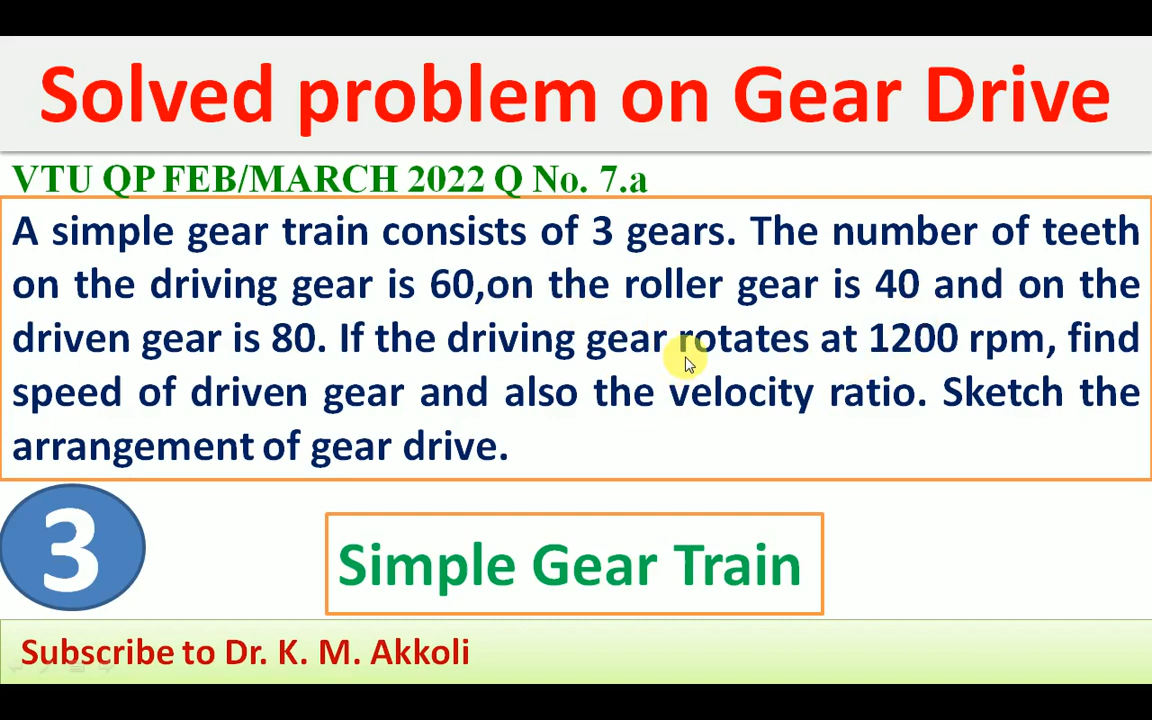 Solved problem on Gear Drive
VTU QP FEB/MARCH 2022 Q No. 7.a
A simple gear train consists of 3 gears. The number of teeth
on the driving gear is 60,on the roller gear is 40 and on the
driven gear is 80. If the driving gear rotates at 1200 rpm, find
speed of driven gear and also the velocity ratio. Sketch the
arrangement of gear drive.
3
Simple Gear Train
Subscribe to Dr. K. M. Akkoli